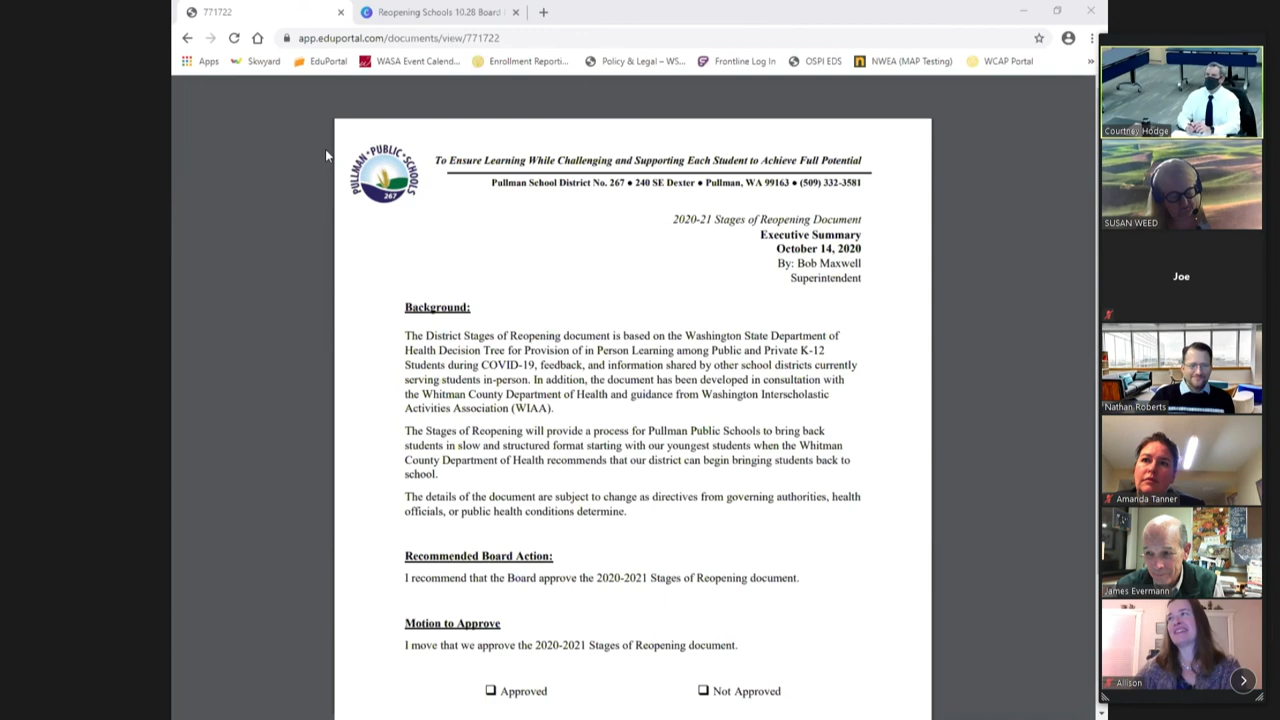 771722
Reopening Schools 10.28 Board
app.eduportal.com/documents/view/771722
Apps
Skyward
EduPortal
WASA Event Calend...
Enrollment Reporti...
Policy & Legal – WS...
Frontline Log In
OSPI EDS
NWEA (MAP Testing)
WCAP Portal
»
PULLMAN • PUBLIC • SCHOOLS
267
To Ensure Learning While Challenging and Supporting Each Student to Achieve Full Potential
Pullman School District No. 267 ● 240 SE Dexter ● Pullman, WA 99163 ● (509) 332-3581
2020-21 Stages of Reopening Document
Executive Summary
October 14, 2020
By: Bob Maxwell
Superintendent
Background:
The District Stages of Reopening document is based on the Washington State Department of
Health Decision Tree for Provision of in Person Learning among Public and Private K-12
Students during COVID-19, feedback, and information shared by other school districts currently
serving students in-person. In addition, the document has been developed in consultation with
the Whitman County Department of Health and guidance from Washington Interscholastic
Activities Association (WIAA).
The Stages of Reopening will provide a process for Pullman Public Schools to bring back
students in slow and structured format starting with our youngest students when the Whitman
County Department of Health recommends that our district can begin bringing students back to
school.
The details of the document are subject to change as directives from governing authorities, health
officials, or public health conditions determine.
Recommended Board Action:
I recommend that the Board approve the 2020-2021 Stages of Reopening document.
Motion to Approve
I move that we approve the 2020-2021 Stages of Reopening document.
Approved
Not Approved
Courtney Hodge
SUSAN WEED
Joe
Nathan Roberts
Amanda Tanner
James Evermann
Allison